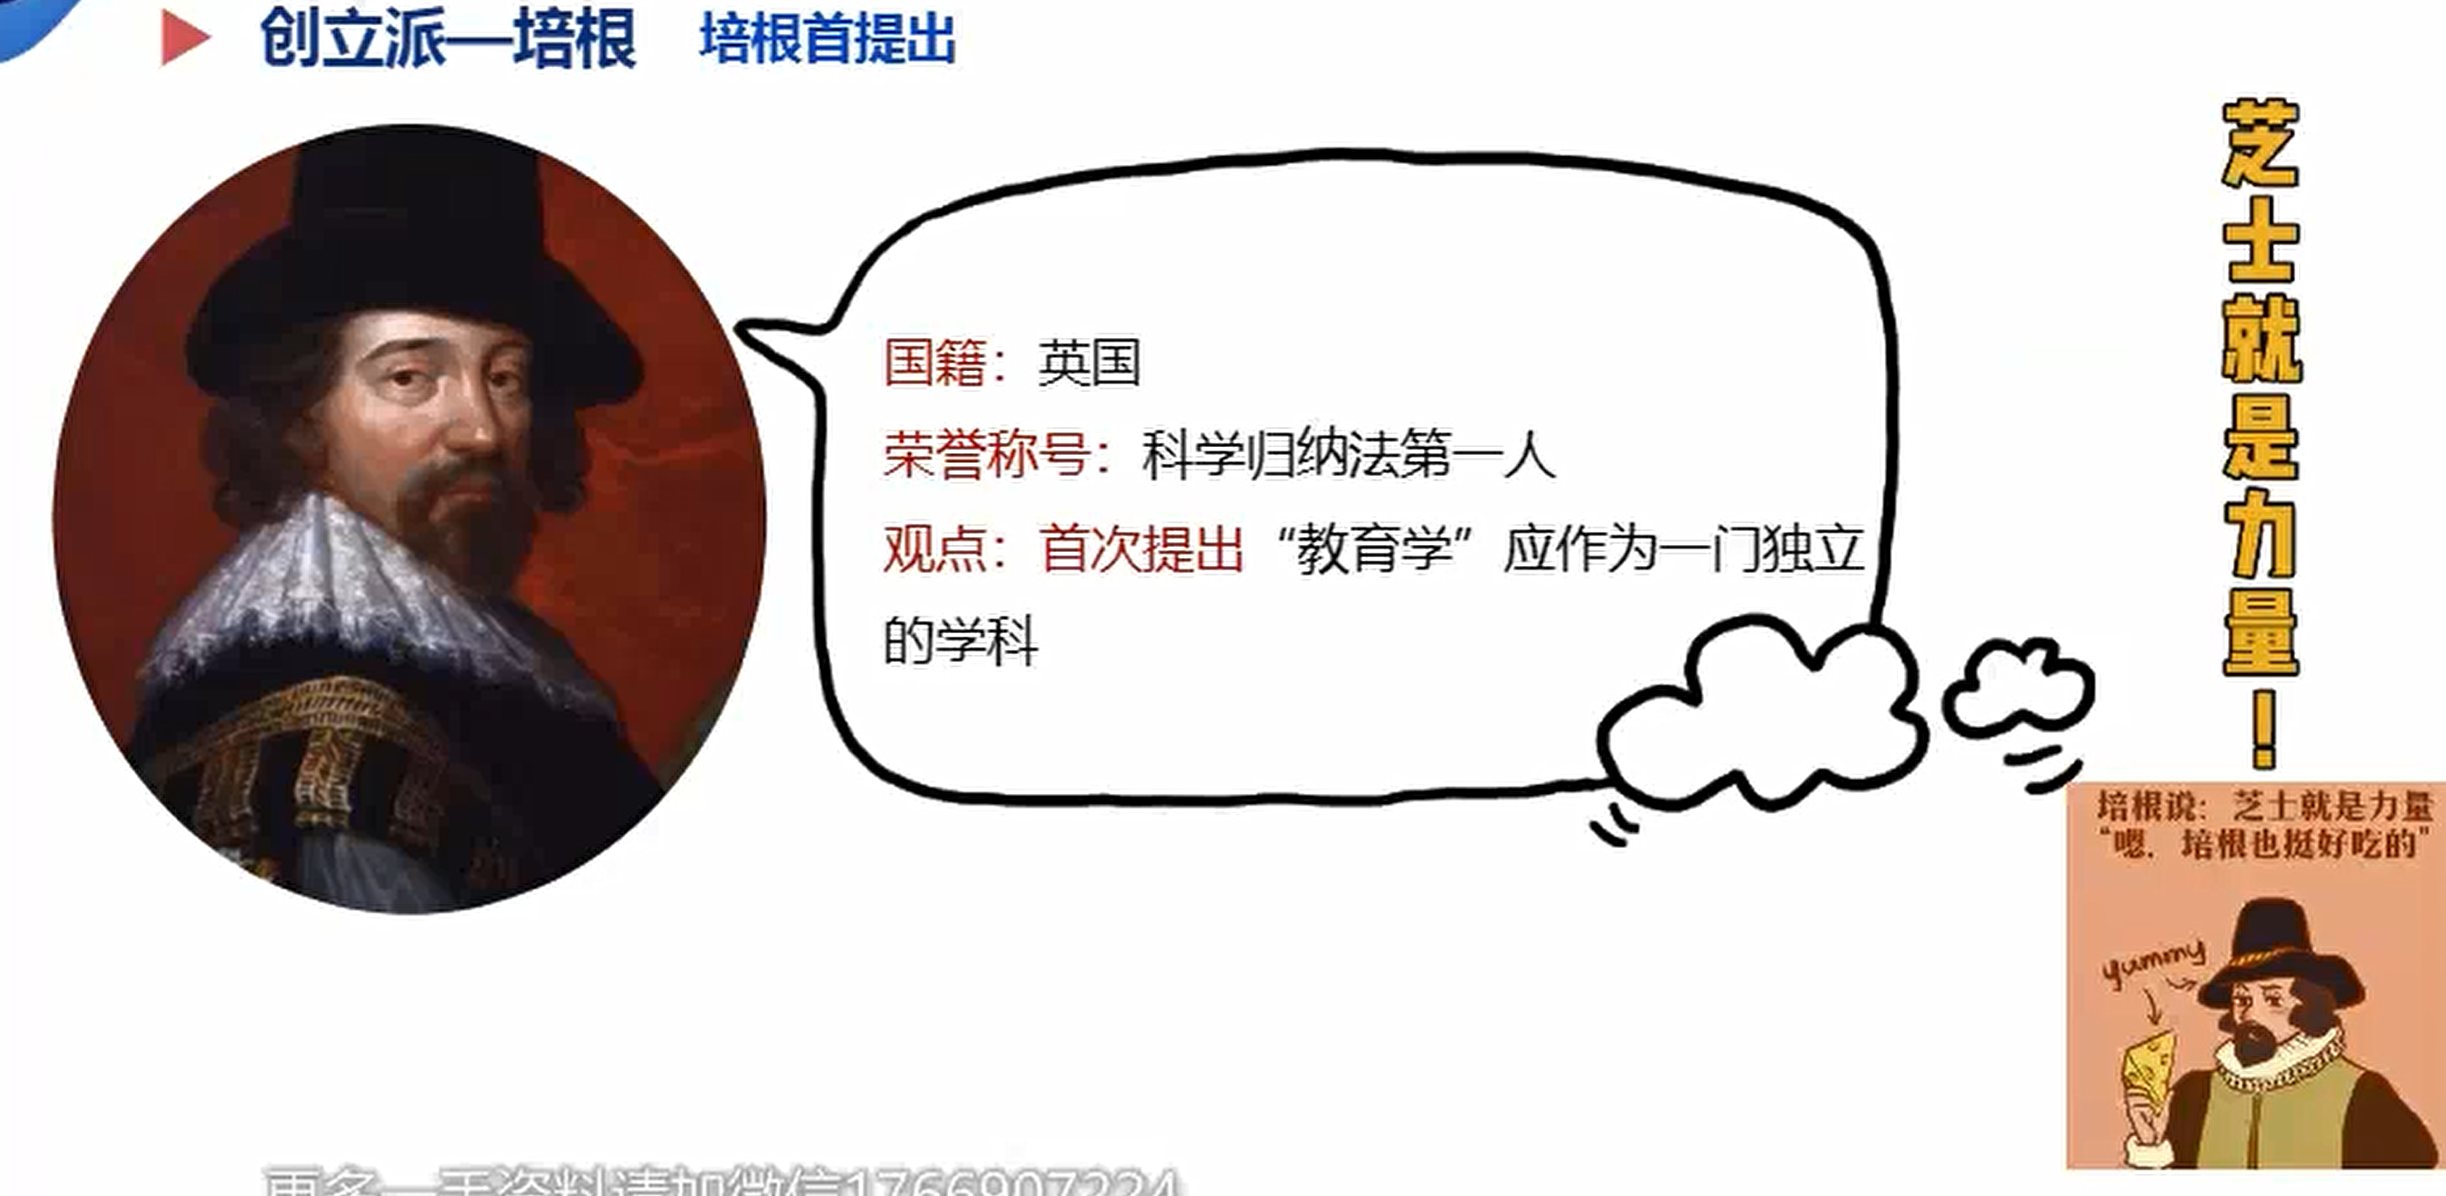 创立派—培根 培根首提出
国籍：英国
荣誉称号：科学归纳法第一人
观点：首次提出“教育学”应作为一门独立
的学科
芝士就是力量！
培根说：芝士就是力量
“嗯．培根也挺好吃的”
yummy
更多一手资料请加微信1766907224